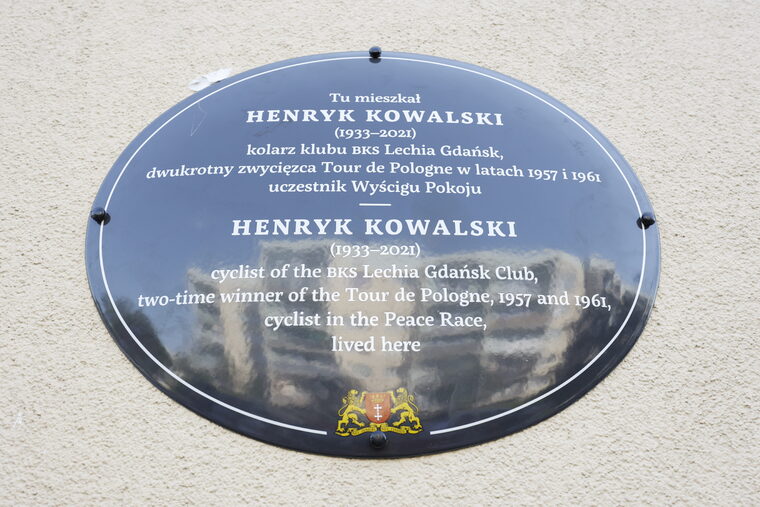 Tu mieszkał
HENRYK KOWALSKI
(1933–2021)
kolarz klubu BKS Lechia Gdańsk,
dwukrotny zwycięzca Tour de Pologne w latach 1957 i 1961
uczestnik Wyścigu Pokoju
HENRYK KOWALSKI
(1933–2021)
cyclist of the BKS Lechia Gdańsk Club,
two-time winner of the Tour de Pologne, 1957 and 1961,
cyclist in the Peace Race,
lived here